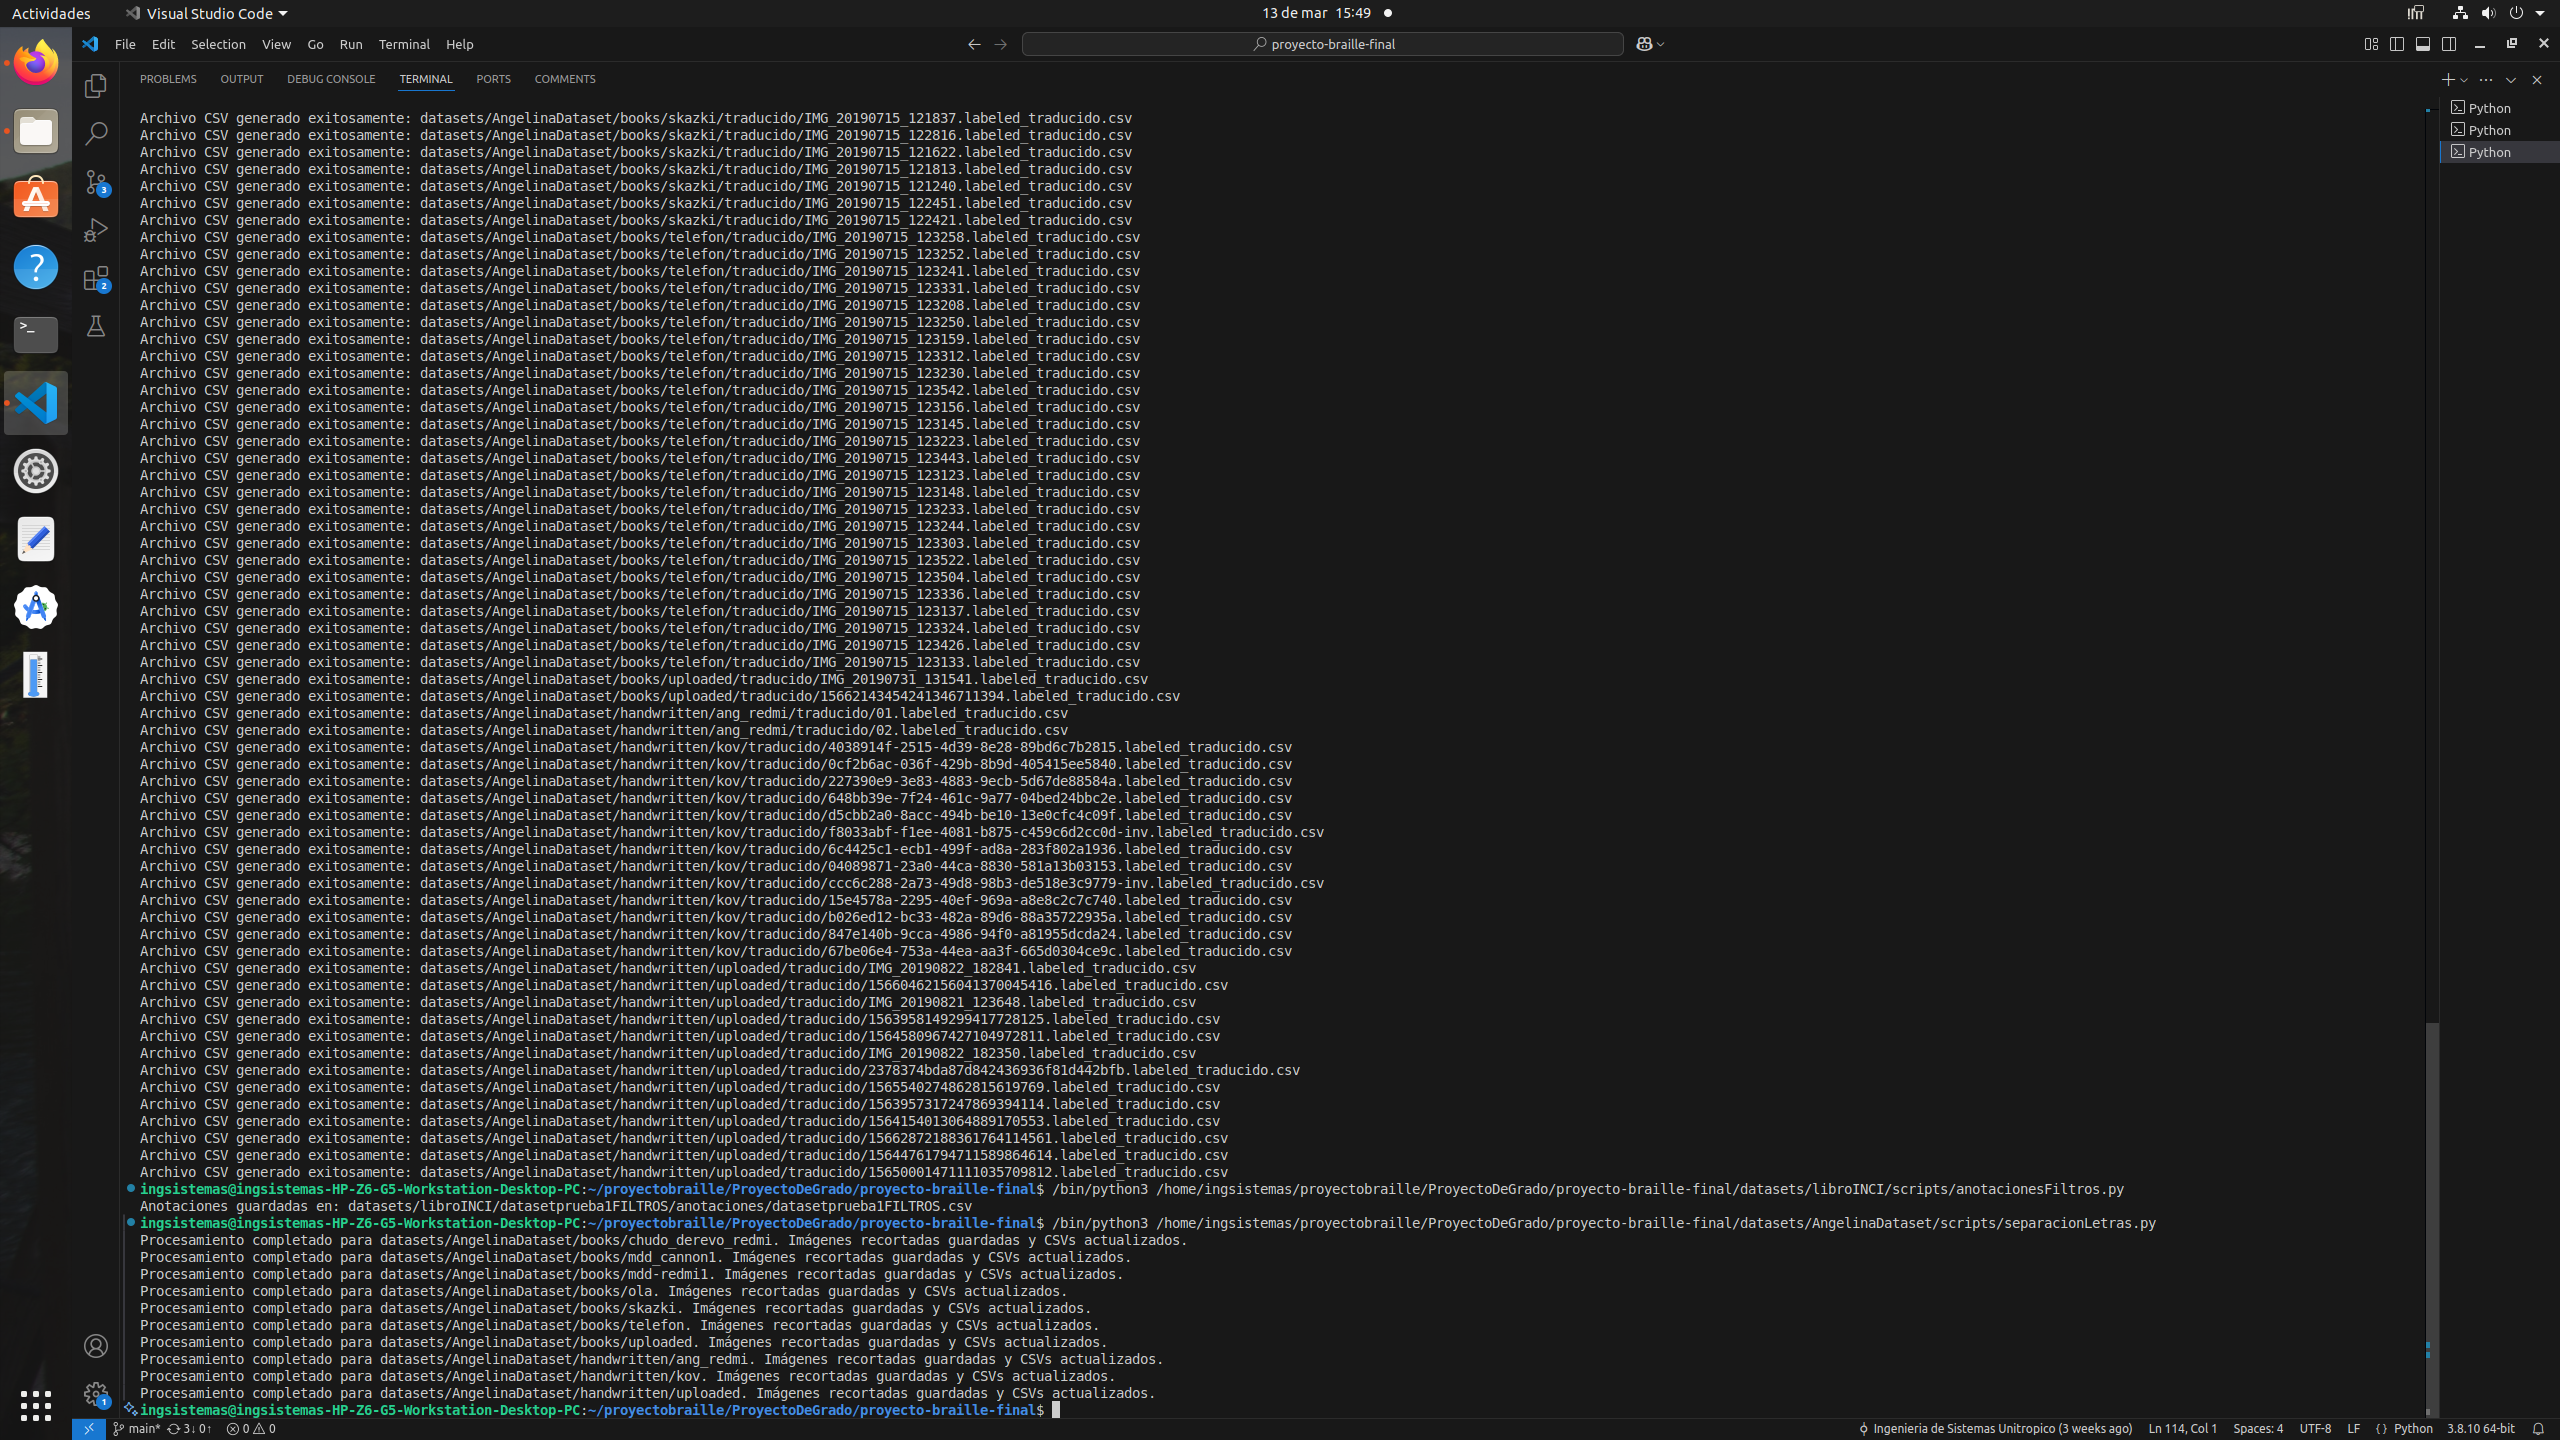 Actividades
Visual Studio Code
13 de mar 15:49
File Edit Selection View Go Run Terminal Help
proyecto-braille-final
PROBLEMS OUTPUT DEBUG CONSOLE TERMINAL PORTS COMMENTS
Python
Python
Python
3
2
Archivo CSV generado exitosamente: datasets/AngelinaDataset/books/skazki/traducido/IMG_20190715_121837.labeled_traducido.csv
Archivo CSV generado exitosamente: datasets/AngelinaDataset/books/skazki/traducido/IMG_20190715_122816.labeled_traducido.csv
Archivo CSV generado exitosamente: datasets/AngelinaDataset/books/skazki/traducido/IMG_20190715_121622.labeled_traducido.csv
Archivo CSV generado exitosamente: datasets/AngelinaDataset/books/skazki/traducido/IMG_20190715_121813.labeled_traducido.csv
Archivo CSV generado exitosamente: datasets/AngelinaDataset/books/skazki/traducido/IMG_20190715_121240.labeled_traducido.csv
Archivo CSV generado exitosamente: datasets/AngelinaDataset/books/skazki/traducido/IMG_20190715_122451.labeled_traducido.csv
Archivo CSV generado exitosamente: datasets/AngelinaDataset/books/skazki/traducido/IMG_20190715_122421.labeled_traducido.csv
Archivo CSV generado exitosamente: datasets/AngelinaDataset/books/telefon/traducido/IMG_20190715_123258.labeled_traducido.csv
Archivo CSV generado exitosamente: datasets/AngelinaDataset/books/telefon/traducido/IMG_20190715_123252.labeled_traducido.csv
Archivo CSV generado exitosamente: datasets/AngelinaDataset/books/telefon/traducido/IMG_20190715_123241.labeled_traducido.csv
Archivo CSV generado exitosamente: datasets/AngelinaDataset/books/telefon/traducido/IMG_20190715_123331.labeled_traducido.csv
Archivo CSV generado exitosamente: datasets/AngelinaDataset/books/telefon/traducido/IMG_20190715_123208.labeled_traducido.csv
Archivo CSV generado exitosamente: datasets/AngelinaDataset/books/telefon/traducido/IMG_20190715_123250.labeled_traducido.csv
Archivo CSV generado exitosamente: datasets/AngelinaDataset/books/telefon/traducido/IMG_20190715_123159.labeled_traducido.csv
Archivo CSV generado exitosamente: datasets/AngelinaDataset/books/telefon/traducido/IMG_20190715_123312.labeled_traducido.csv
Archivo CSV generado exitosamente: datasets/AngelinaDataset/books/telefon/traducido/IMG_20190715_123230.labeled_traducido.csv
Archivo CSV generado exitosamente: datasets/AngelinaDataset/books/telefon/traducido/IMG_20190715_123542.labeled_traducido.csv
Archivo CSV generado exitosamente: datasets/AngelinaDataset/books/telefon/traducido/IMG_20190715_123156.labeled_traducido.csv
Archivo CSV generado exitosamente: datasets/AngelinaDataset/books/telefon/traducido/IMG_20190715_123145.labeled_traducido.csv
Archivo CSV generado exitosamente: datasets/AngelinaDataset/books/telefon/traducido/IMG_20190715_123223.labeled_traducido.csv
Archivo CSV generado exitosamente: datasets/AngelinaDataset/books/telefon/traducido/IMG_20190715_123443.labeled_traducido.csv
Archivo CSV generado exitosamente: datasets/AngelinaDataset/books/telefon/traducido/IMG_20190715_123123.labeled_traducido.csv
Archivo CSV generado exitosamente: datasets/AngelinaDataset/books/telefon/traducido/IMG_20190715_123148.labeled_traducido.csv
Archivo CSV generado exitosamente: datasets/AngelinaDataset/books/telefon/traducido/IMG_20190715_123233.labeled_traducido.csv
Archivo CSV generado exitosamente: datasets/AngelinaDataset/books/telefon/traducido/IMG_20190715_123244.labeled_traducido.csv
Archivo CSV generado exitosamente: datasets/AngelinaDataset/books/telefon/traducido/IMG_20190715_123303.labeled_traducido.csv
Archivo CSV generado exitosamente: datasets/AngelinaDataset/books/telefon/traducido/IMG_20190715_123522.labeled_traducido.csv
Archivo CSV generado exitosamente: datasets/AngelinaDataset/books/telefon/traducido/IMG_20190715_123504.labeled_traducido.csv
Archivo CSV generado exitosamente: datasets/AngelinaDataset/books/telefon/traducido/IMG_20190715_123336.labeled_traducido.csv
Archivo CSV generado exitosamente: datasets/AngelinaDataset/books/telefon/traducido/IMG_20190715_123137.labeled_traducido.csv
Archivo CSV generado exitosamente: datasets/AngelinaDataset/books/telefon/traducido/IMG_20190715_123324.labeled_traducido.csv
Archivo CSV generado exitosamente: datasets/AngelinaDataset/books/telefon/traducido/IMG_20190715_123426.labeled_traducido.csv
Archivo CSV generado exitosamente: datasets/AngelinaDataset/books/telefon/traducido/IMG_20190715_123133.labeled_traducido.csv
Archivo CSV generado exitosamente: datasets/AngelinaDataset/books/uploaded/traducido/IMG_20190731_131541.labeled_traducido.csv
Archivo CSV generado exitosamente: datasets/AngelinaDataset/books/uploaded/traducido/15662143454241346711394.labeled_traducido.csv
Archivo CSV generado exitosamente: datasets/AngelinaDataset/handwritten/ang_redmi/traducido/01.labeled_traducido.csv
Archivo CSV generado exitosamente: datasets/AngelinaDataset/handwritten/ang_redmi/traducido/02.labeled_traducido.csv
Archivo CSV generado exitosamente: datasets/AngelinaDataset/handwritten/kov/traducido/4038914f-2515-4d39-8e28-89bd6c7b2815.labeled_traducido.csv
Archivo CSV generado exitosamente: datasets/AngelinaDataset/handwritten/kov/traducido/0cf2b6ac-036f-429b-8b9d-405415ee5840.labeled_traducido.csv
Archivo CSV generado exitosamente: datasets/AngelinaDataset/handwritten/kov/traducido/227390e9-3e83-4883-9ecb-5d67de88584a.labeled_traducido.csv
Archivo CSV generado exitosamente: datasets/AngelinaDataset/handwritten/kov/traducido/648bb39e-7f24-461c-9a77-04bed24bbc2e.labeled_traducido.csv
Archivo CSV generado exitosamente: datasets/AngelinaDataset/handwritten/kov/traducido/d5cbb2a0-8acc-494b-be10-13e0cfc4c09f.labeled_traducido.csv
Archivo CSV generado exitosamente: datasets/AngelinaDataset/handwritten/kov/traducido/f8033abf-f1ee-4081-b875-c459c6d2cc0d-inv.labeled_traducido.csv
Archivo CSV generado exitosamente: datasets/AngelinaDataset/handwritten/kov/traducido/6c4425c1-ecb1-499f-ad8a-283f802a1936.labeled_traducido.csv
Archivo CSV generado exitosamente: datasets/AngelinaDataset/handwritten/kov/traducido/04089871-23a0-44ca-8830-581a13b03153.labeled_traducido.csv
Archivo CSV generado exitosamente: datasets/AngelinaDataset/handwritten/kov/traducido/ccc6c288-2a73-49d8-98b3-de518e3c9779-inv.labeled_traducido.csv
Archivo CSV generado exitosamente: datasets/AngelinaDataset/handwritten/kov/traducido/15e4578a-2295-40ef-969a-a8e8c2c7c740.labeled_traducido.csv
Archivo CSV generado exitosamente: datasets/AngelinaDataset/handwritten/kov/traducido/b026ed12-bc33-482a-89d6-88a35722935a.labeled_traducido.csv
Archivo CSV generado exitosamente: datasets/AngelinaDataset/handwritten/kov/traducido/847e140b-9cca-4986-94f0-a81955dcda24.labeled_traducido.csv
Archivo CSV generado exitosamente: datasets/AngelinaDataset/handwritten/kov/traducido/67be06e4-753a-44ea-aa3f-665d0304ce9c.labeled_traducido.csv
Archivo CSV generado exitosamente: datasets/AngelinaDataset/handwritten/uploaded/traducido/IMG_20190822_182841.labeled_traducido.csv
Archivo CSV generado exitosamente: datasets/AngelinaDataset/handwritten/uploaded/traducido/15660462156041370045416.labeled_traducido.csv
Archivo CSV generado exitosamente: datasets/AngelinaDataset/handwritten/uploaded/traducido/IMG_20190821_123648.labeled_traducido.csv
Archivo CSV generado exitosamente: datasets/AngelinaDataset/handwritten/uploaded/traducido/1563958149299417728125.labeled_traducido.csv
Archivo CSV generado exitosamente: datasets/AngelinaDataset/handwritten/uploaded/traducido/1564580967427104972811.labeled_traducido.csv
Archivo CSV generado exitosamente: datasets/AngelinaDataset/handwritten/uploaded/traducido/IMG_20190822_182350.labeled_traducido.csv
Archivo CSV generado exitosamente: datasets/AngelinaDataset/handwritten/uploaded/traducido/2378374bda87d842436936f81d442bfb.labeled_traducido.csv
Archivo CSV generado exitosamente: datasets/AngelinaDataset/handwritten/uploaded/traducido/1565540274862815619769.labeled_traducido.csv
Archivo CSV generado exitosamente: datasets/AngelinaDataset/handwritten/uploaded/traducido/1563957317247869394114.labeled_traducido.csv
Archivo CSV generado exitosamente: datasets/AngelinaDataset/handwritten/uploaded/traducido/1564154013064889170553.labeled_traducido.csv
Archivo CSV generado exitosamente: datasets/AngelinaDataset/handwritten/uploaded/traducido/15662872188361764114561.labeled_traducido.csv
Archivo CSV generado exitosamente: datasets/AngelinaDataset/handwritten/uploaded/traducido/15644761794711589864614.labeled_traducido.csv
Archivo CSV generado exitosamente: datasets/AngelinaDataset/handwritten/uploaded/traducido/15650001471111035709812.labeled_traducido.csv
ingsistemas@ingsistemas-HP-Z6-G5-Workstation-Desktop-PC:~/proyectobraille/ProyectoDeGrado/proyecto-braille-final$ /bin/python3 /home/ingsistemas/proyectobraille/ProyectoDeGrado/proyecto-braille-final/datasets/libroINCI/scripts/anotacionesFiltros.py
Anotaciones guardadas en: datasets/libroINCI/datasetprueba1FILTROS/anotaciones/datasetprueba1FILTROS.csv
ingsistemas@ingsistemas-HP-Z6-G5-Workstation-Desktop-PC:~/proyectobraille/ProyectoDeGrado/proyecto-braille-final$ /bin/python3 /home/ingsistemas/proyectobraille/ProyectoDeGrado/proyecto-braille-final/datasets/AngelinaDataset/scripts/separacionLetras.py
Procesamiento completado para datasets/AngelinaDataset/books/chudo_derevo_redmi. Imágenes recortadas guardadas y CSVs actualizados.
Procesamiento completado para datasets/AngelinaDataset/books/mdd_cannon1. Imágenes recortadas guardadas y CSVs actualizados.
Procesamiento completado para datasets/AngelinaDataset/books/mdd-redmi1. Imágenes recortadas guardadas y CSVs actualizados.
Procesamiento completado para datasets/AngelinaDataset/books/ola. Imágenes recortadas guardadas y CSVs actualizados.
Procesamiento completado para datasets/AngelinaDataset/books/skazki. Imágenes recortadas guardadas y CSVs actualizados.
Procesamiento completado para datasets/AngelinaDataset/books/telefon. Imágenes recortadas guardadas y CSVs actualizados.
Procesamiento completado para datasets/AngelinaDataset/books/uploaded. Imágenes recortadas guardadas y CSVs actualizados.
Procesamiento completado para datasets/AngelinaDataset/handwritten/ang_redmi. Imágenes recortadas guardadas y CSVs actualizados.
Procesamiento completado para datasets/AngelinaDataset/handwritten/kov. Imágenes recortadas guardadas y CSVs actualizados.
Procesamiento completado para datasets/AngelinaDataset/handwritten/uploaded. Imágenes recortadas guardadas y CSVs actualizados.
1
ingsistemas@ingsistemas-HP-Z6-G5-Workstation-Desktop-PC:~/proyectobraille/ProyectoDeGrado/proyecto-braille-final$
main* 3↓ 0↑ 0 0 Ingenieria de Sistemas Unitropico (3 weeks ago) Ln 114, Col 1 Spaces: 4 UTF-8 LF {} Python 3.8.10 64-bit